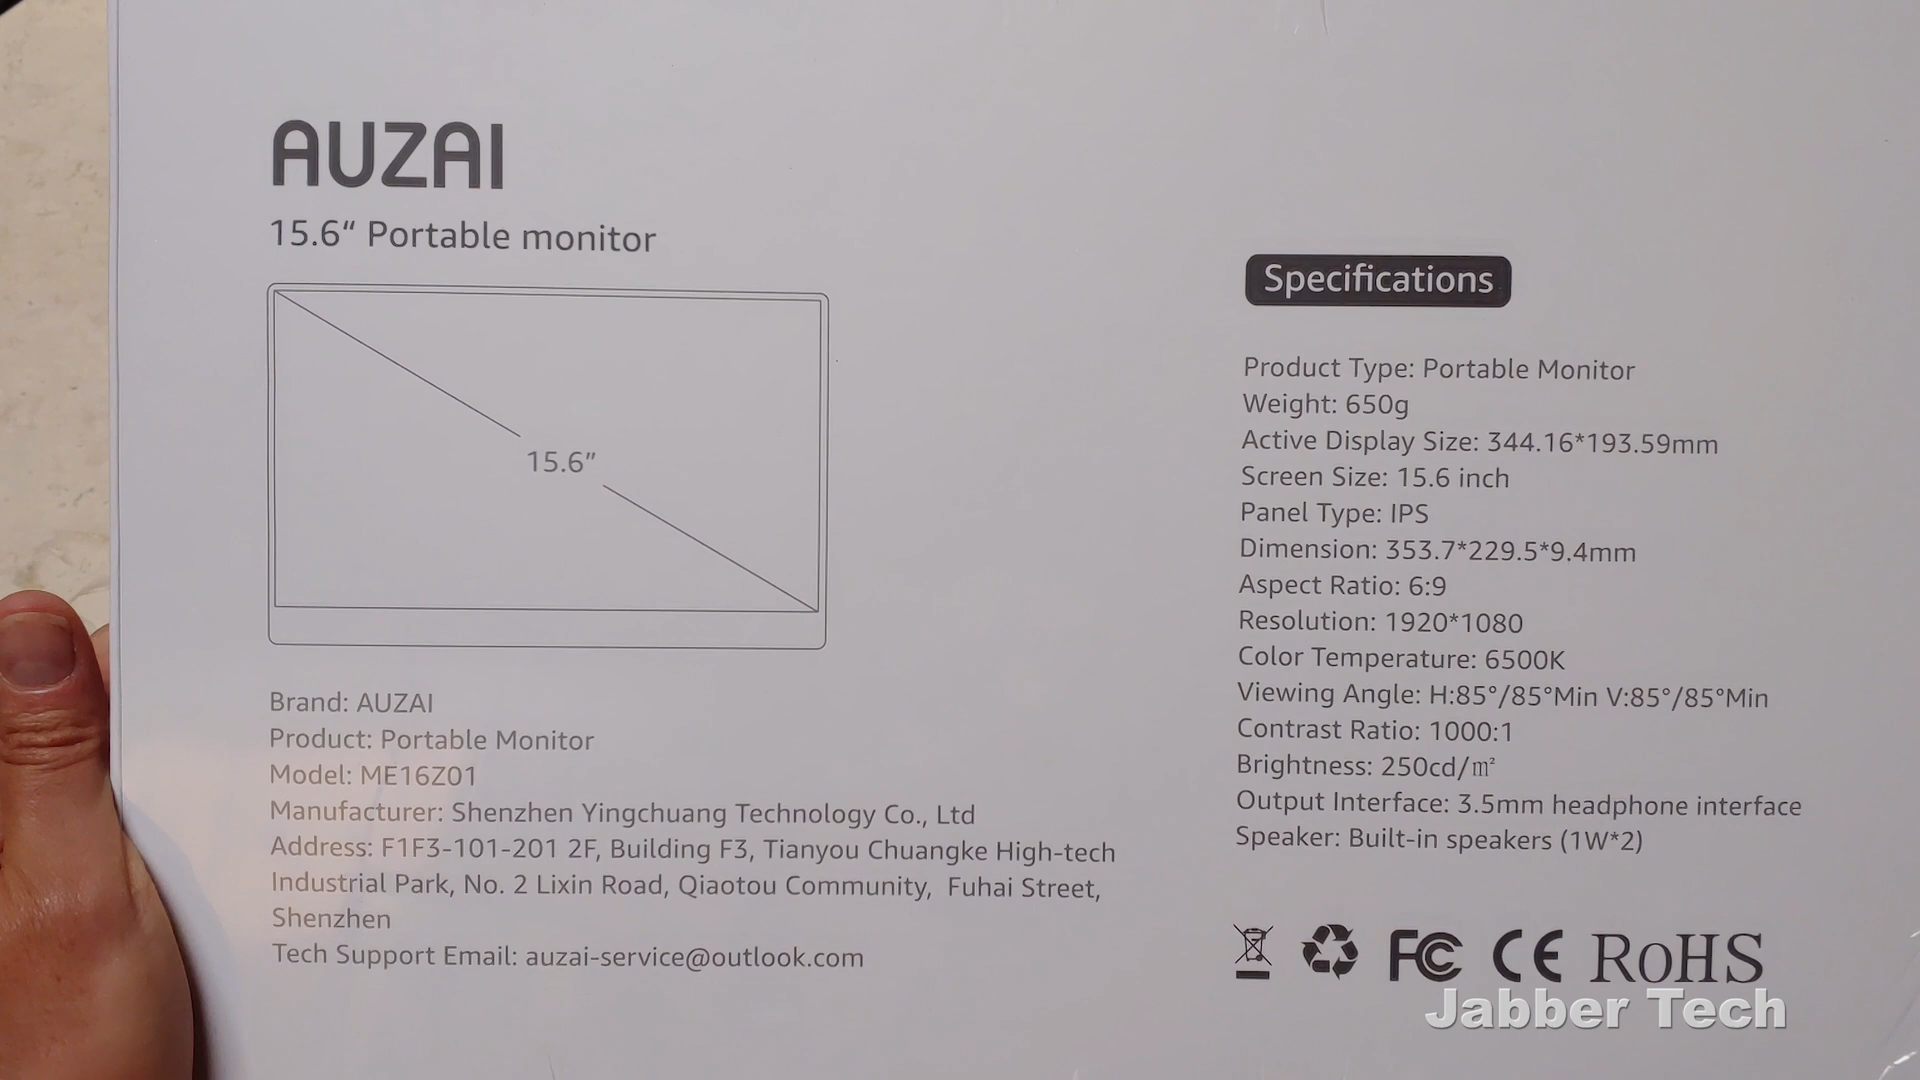 AUZAI
15.6“ Portable monitor
15.6”
Brand: AUZAI
Product: Portable Monitor
Model: ME16Z01
Manufacturer: Shenzhen Yingchuang Technology Co., Ltd
Address: F1F3-101-201 2F, Building F3, Tianyou Chuangke High-tech
Industrial Park, No. 2 Lixin Road, Qiaotou Community, Fuhai Street,
Shenzhen
Tech Support Email: auzai-service@outlook.com
Specifications
Product Type: Portable Monitor
Weight: 650g
Active Display Size: 344.16*193.59mm
Screen Size: 15.6 inch
Panel Type: IPS
Dimension: 353.7*229.5*9.4mm
Aspect Ratio: 6:9
Resolution: 1920*1080
Color Temperature: 6500K
Viewing Angle: H:85°/85°Min V:85°/85°Min
Contrast Ratio: 1000:1
Brightness: 250cd/m²
Output Interface: 3.5mm headphone interface
Speaker: Built-in speakers (1W*2)
FC CE RoHS
Jabber Tech